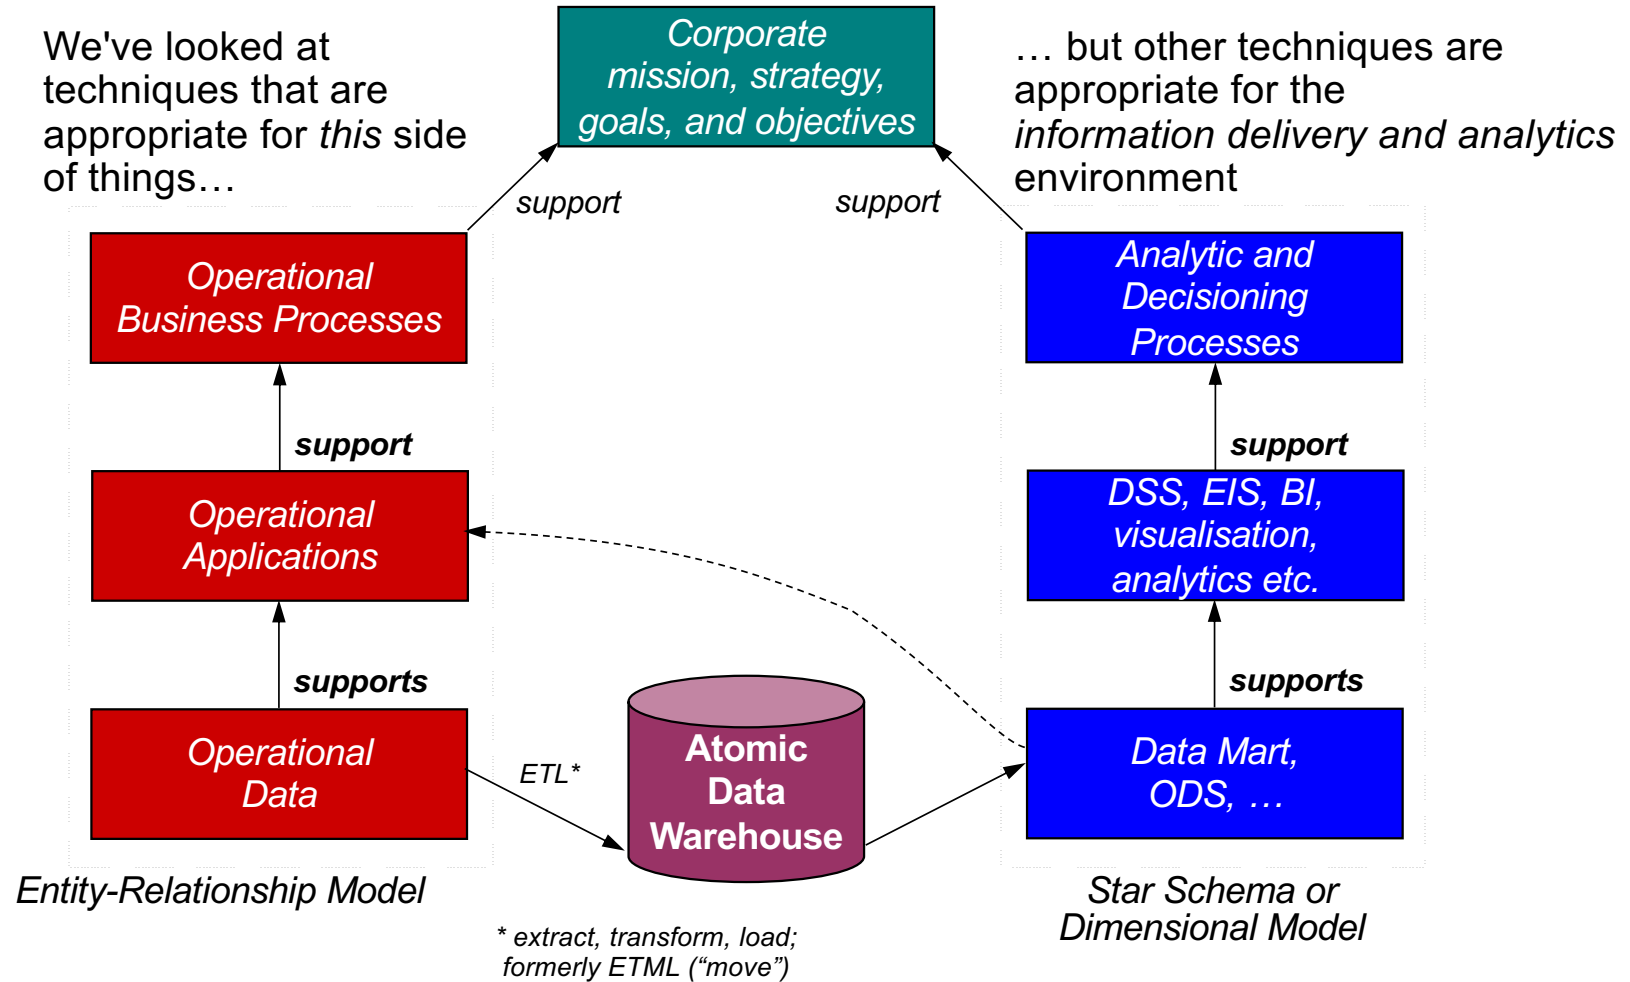 We've looked at
techniques that are
appropriate for this side
of things…
Corporate
mission, strategy,
goals, and objectives
… but other techniques are
appropriate for the
information delivery and analytics
environment
support
support
Operational
Business Processes
Analytic and
Decisioning
Processes
support
support
Operational
Applications
DSS, EIS, BI,
visualisation,
analytics etc.
supports
supports
Operational
Data
ETL*
Atomic
Data
Warehouse
Data Mart,
ODS, …
Entity-Relationship Model
Star Schema or
Dimensional Model
* extract, transform, load;
formerly ETML (“move”)